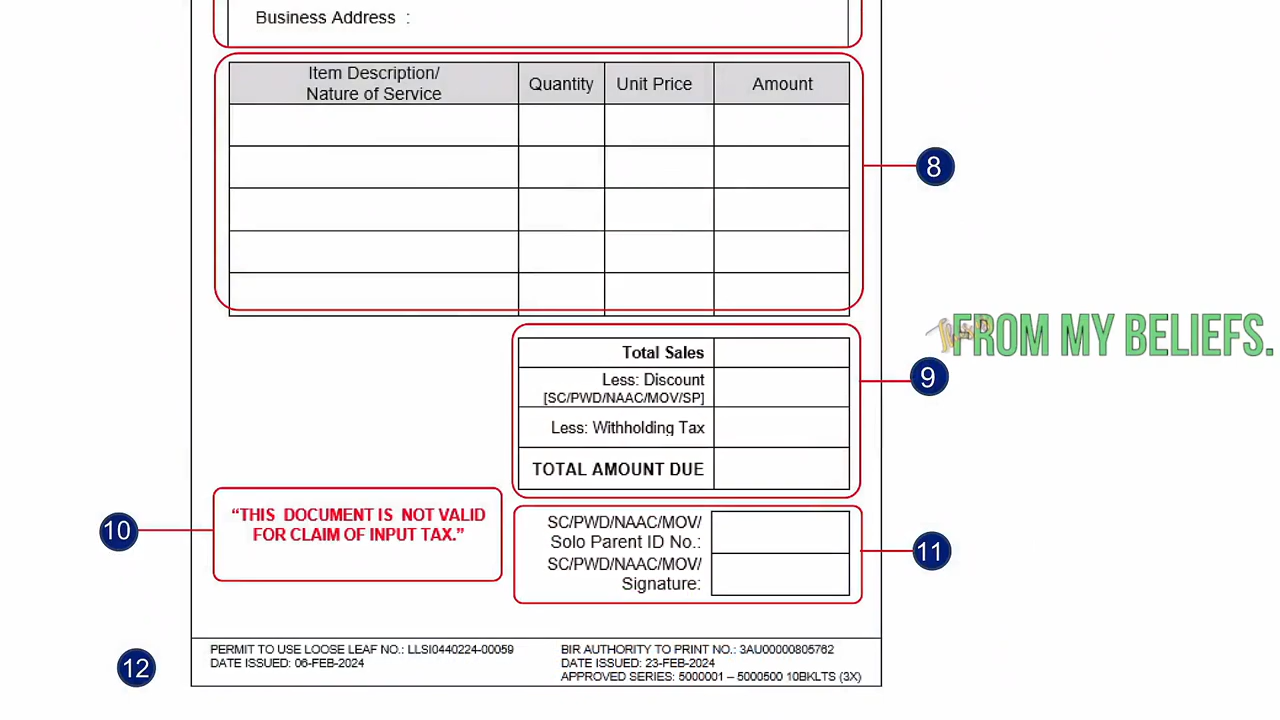 Business Address :
Item Description/
Nature of Service
Quantity
Unit Price
Amount
8
FROM MY BELIEFS.
Total Sales
Less: Discount
[SC/PWD/NAAC/MOV/SP]
Less: Withholding Tax
TOTAL AMOUNT DUE
9
10
“THIS DOCUMENT IS NOT VALID
FOR CLAIM OF INPUT TAX.”
SC/PWD/NAAC/MOV/
Solo Parent ID No.:
SC/PWD/NAAC/MOV/
Signature:
11
12
PERMIT TO USE LOOSE LEAF NO.: LLSI0440224-00059
DATE ISSUED: 06-FEB-2024
BIR AUTHORITY TO PRINT NO.: 3AU00000805762
DATE ISSUED: 23-FEB-2024
APPROVED SERIES: 5000001 – 5000500 10BKLTS (3X)